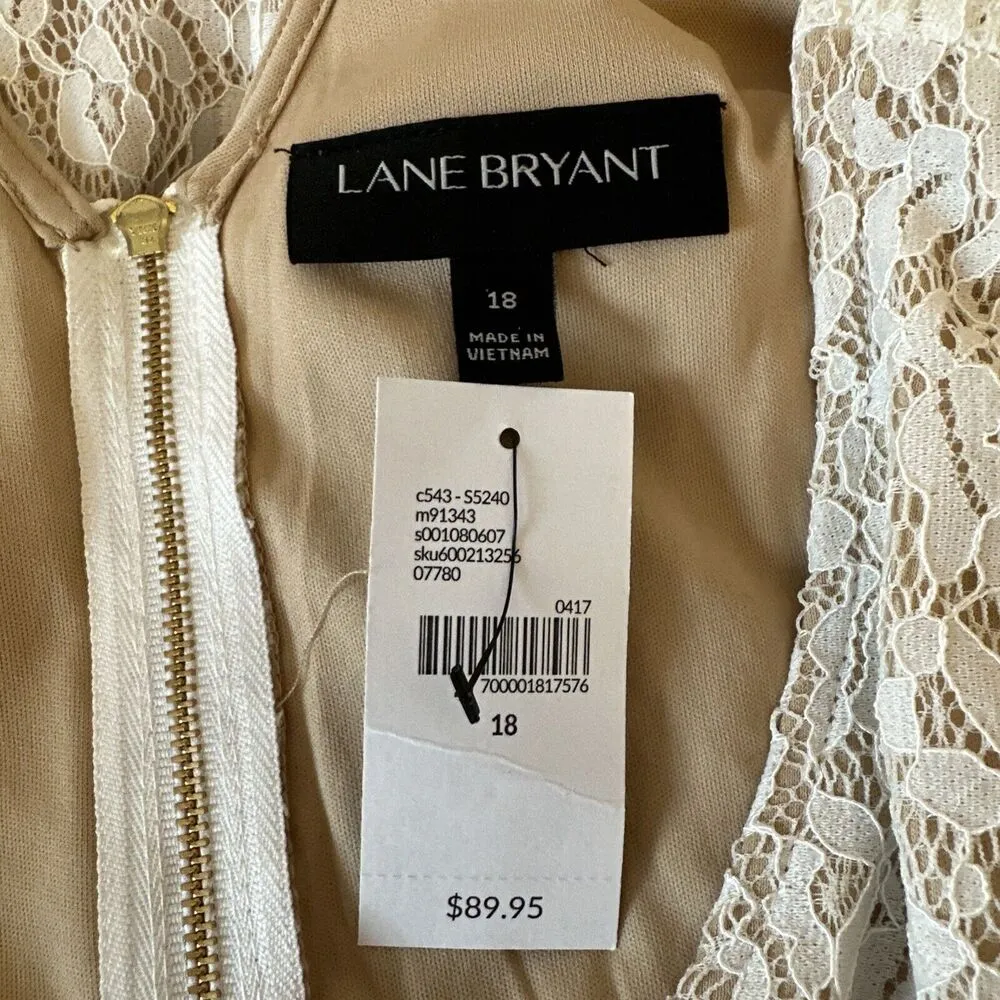 LANE BRYANT
18
MADE IN
VIETNAM
c543 - S5240
m91343
s001080607
sku600213256
07780
0417
700001817576
18
$89.95